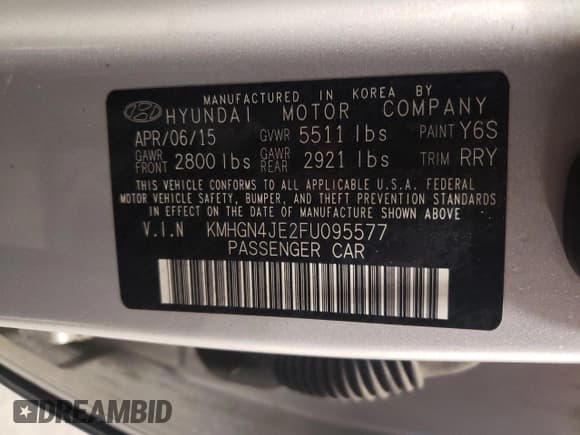 MANUFACTURED IN KOREA BY
HYUNDAI MOTOR COMPANY
APR/06/15 GVWR 5511 lbs PAINT Y6S
GAWR FRONT 2800 lbs GAWR REAR 2921 lbs TRIM RRY
THIS VEHICLE CONFORMS TO ALL APPLICABLE U.S.A. FEDERAL
MOTOR VEHICLE SAFETY, BUMPER, AND THEFT PREVENTION STANDARDS
IN EFFECT ON THE DATE OF MANUFACTURE SHOWN ABOVE
V.I.N KMHGN4JE2FU095577
PASSENGER CAR
DREAMBID